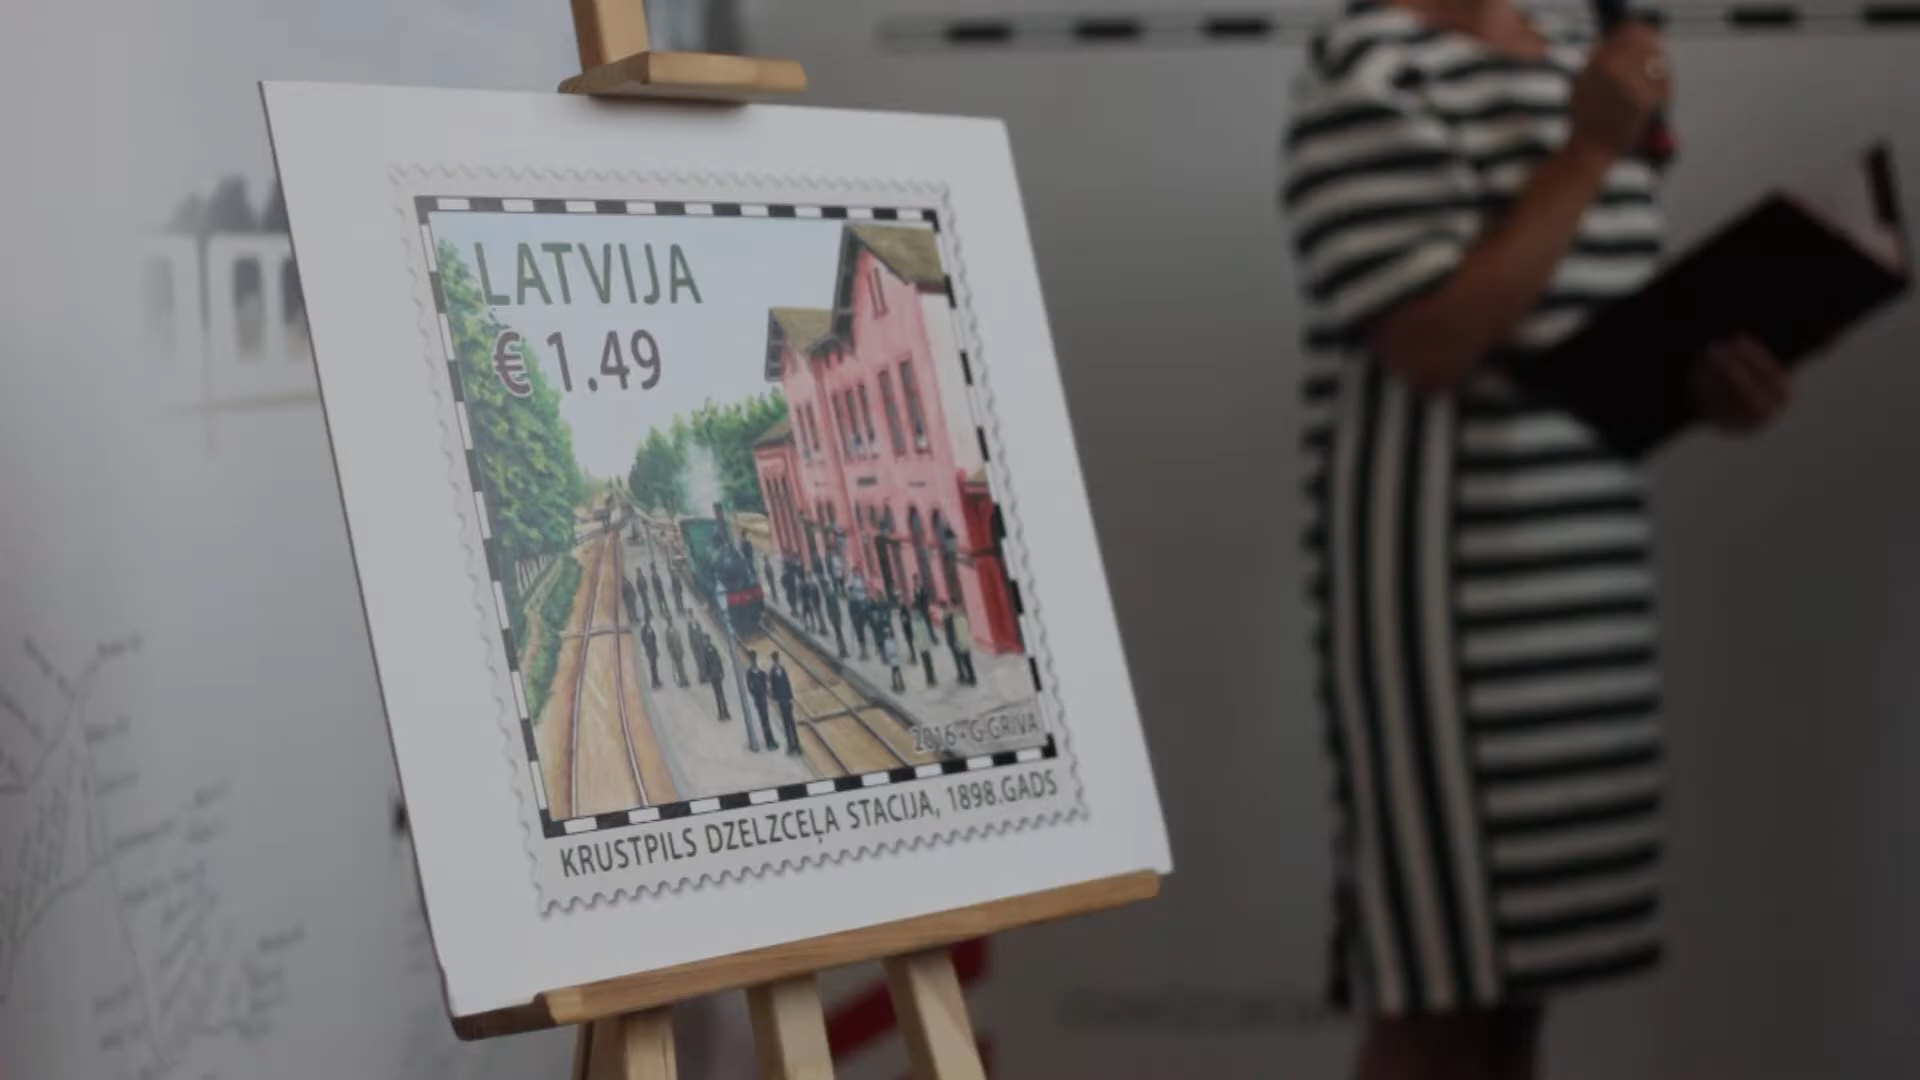 LATVIJA
€ 1.49
2016 • G.GRIVA
KRUSTPILS DZELZCEĻA STACIJA, 1898.GADS